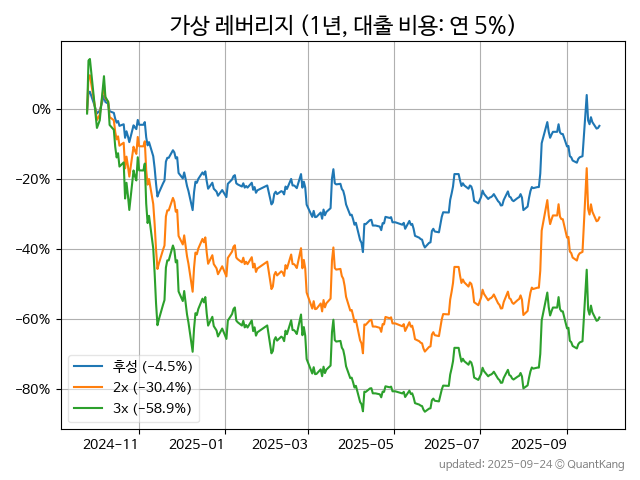 가상 레버리지 (1년, 대출 비용: 연 5%)
0%
−20%
−40%
−60%
−80%
후성 (−4.5%)
2x (−30.4%)
3x (−58.9%)
2024-11 2025-01 2025-03 2025-05 2025-07 2025-09
updated: 2025-09-24 © QuantKang